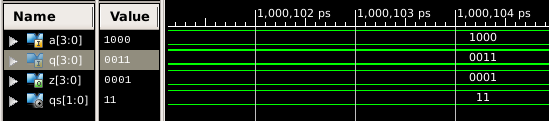 Name Value 1,000,102 ps 1,000,103 ps 1,000,104 ps
a[3:0] 1000 1000
q[3:0] 0011 0011
z[3:0] 0001 0001
qs[1:0] 11 11